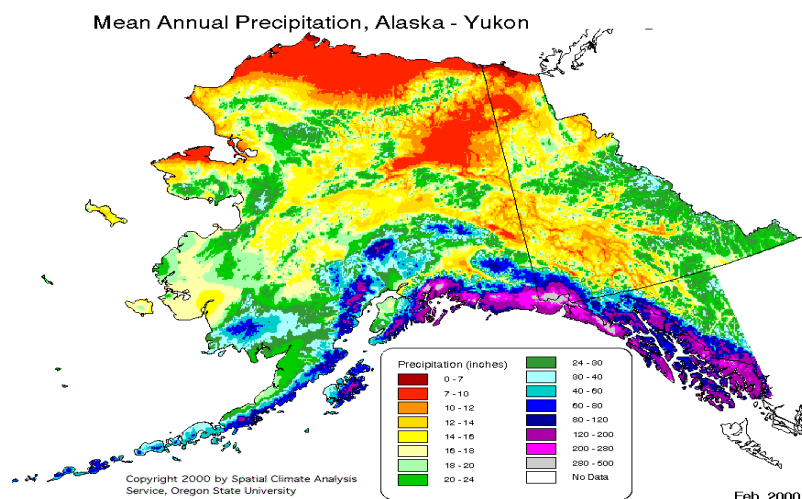 Mean Annual Precipitation, Alaska - Yukon
Precipitation (inches)
0 - 7
7 - 10
10 - 12
12 - 14
14 - 16
16 - 18
18 - 20
20 - 24
24 - 30
30 - 40
40 - 60
60 - 80
80 - 120
120 - 200
200 - 280
280 - 500
No Data
Copyright 2000 by Spatial Climate Analysis
Service, Oregon State University
Feb 2000